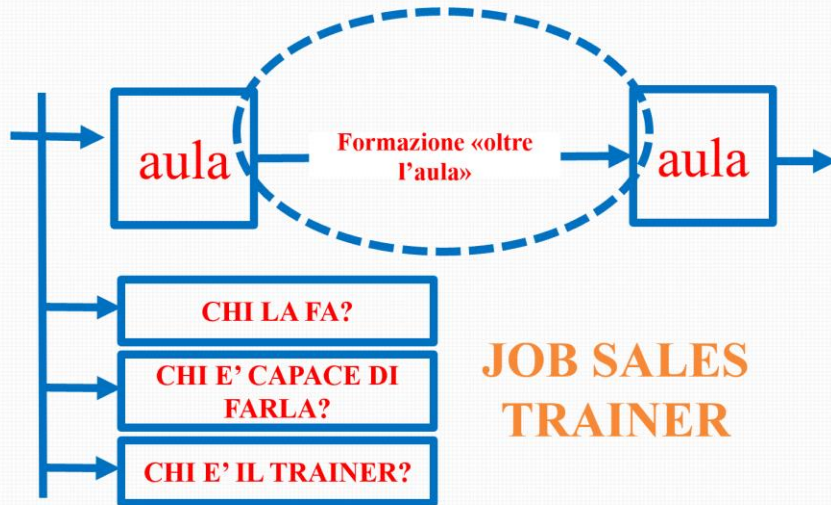 aula
Formazione «oltre
l’aula»
aula
CHI LA FA?
CHI E’ CAPACE DI
FARLA?
CHI E’ IL TRAINER?
JOB SALES
TRAINER